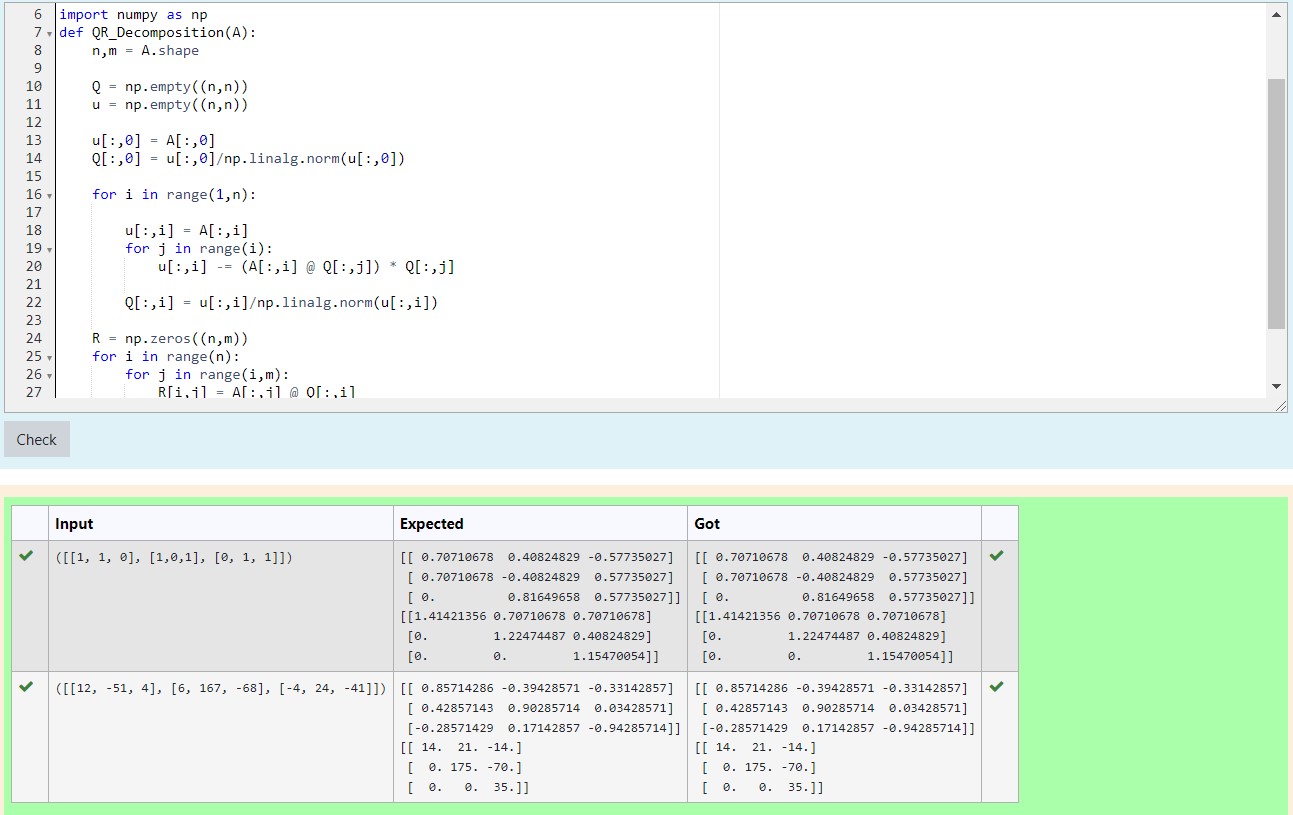 6 import numpy as np
7 def QR_Decomposition(A):
8     n,m = A.shape
9
10     Q = np.empty((n,n))
11     u = np.empty((n,n))
12
13     u[:,0] = A[:,0]
14     Q[:,0] = u[:,0]/np.linalg.norm(u[:,0])
15
16     for i in range(1,n):
17
18         u[:,i] = A[:,i]
19         for j in range(i):
20             u[:,i] -= (A[:,i] @ Q[:,j]) * Q[:,j]
21
22         Q[:,i] = u[:,i]/np.linalg.norm(u[:,i])
23
24     R = np.zeros((n,m))
25     for i in range(n):
26         for j in range(i,m):
27             R[i,j] = A[:,j] @ Q[:,i]
Check
Input Expected Got
([[1, 1, 0], [1,0,1], [0, 1, 1]]) [[ 0.70710678  0.40824829 -0.57735027] [[ 0.70710678  0.40824829 -0.57735027]
[ 0.70710678 -0.40824829  0.57735027] [ 0.70710678 -0.40824829  0.57735027]
[ 0.          0.81649658  0.57735027]] [ 0.          0.81649658  0.57735027]]
[[1.41421356 0.70710678 0.70710678] [[1.41421356 0.70710678 0.70710678]
[0.         1.22474487 0.40824829] [0.         1.22474487 0.40824829]
[0.         0.         1.15470054]] [0.         0.         1.15470054]]
([[12, -51, 4], [6, 167, -68], [-4, 24, -41]]) [[ 0.85714286 -0.39428571 -0.33142857] [[ 0.85714286 -0.39428571 -0.33142857]
[ 0.42857143  0.90285714  0.03428571] [ 0.42857143  0.90285714  0.03428571]
[-0.28571429  0.17142857 -0.94285714]] [-0.28571429  0.17142857 -0.94285714]]
[[ 14.  21. -14.] [[ 14.  21. -14.]
[  0. 175. -70.] [  0. 175. -70.]
[  0.   0.  35.]] [  0.   0.  35.]]